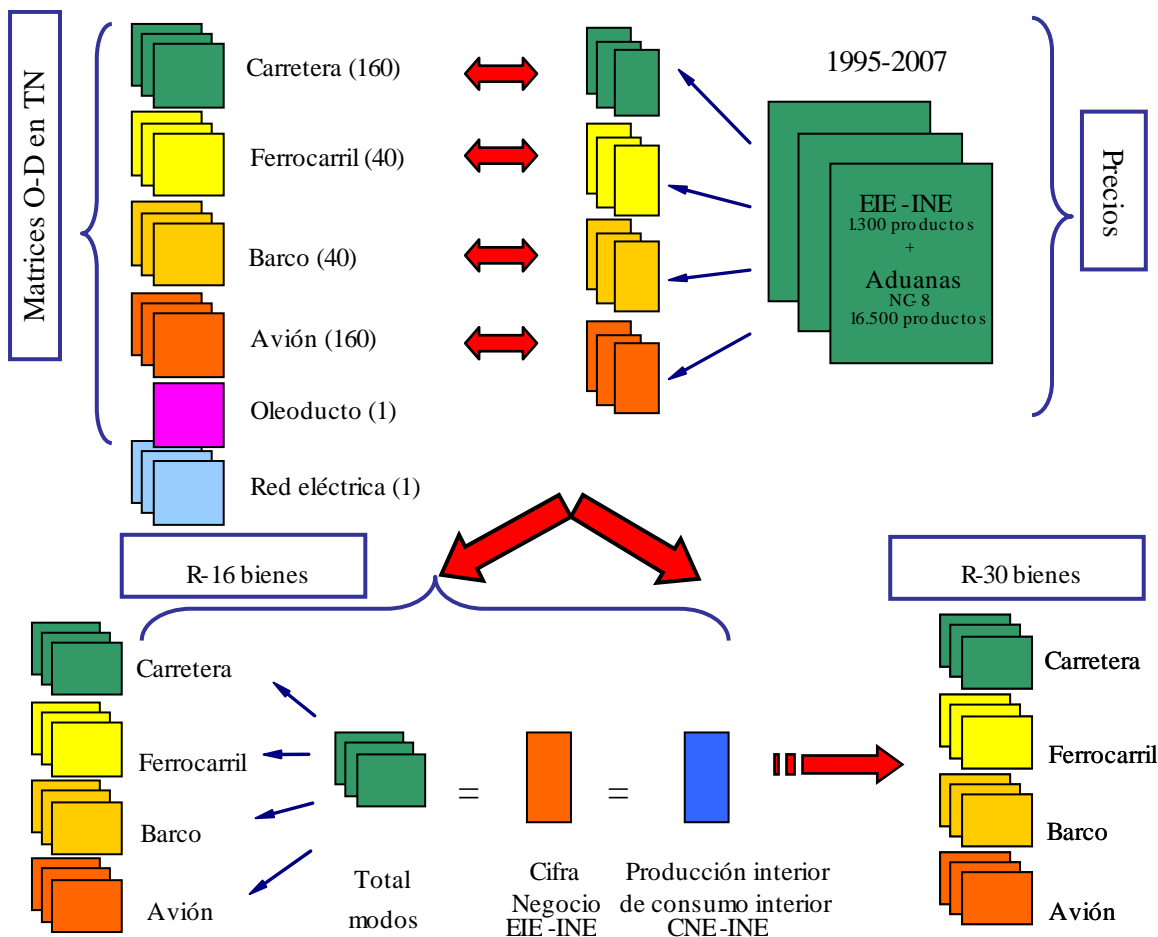 Matrices O-D en TN
Carretera (160)
Ferrocarril (40)
Barco (40)
Avión (160)
Oleoducto (1)
Red eléctrica (1)
1995-2007
EIE-INE
1.300 productos
+
Aduanas
NC-8
16.500 productos
Precios
R-16 bienes
R-30 bienes
Carretera
Ferrocarril
Barco
Avión
Total
modos
=
Cifra
Negocio
EIE-INE
=
Producción interior
de consumo interior
CNE-INE
Carretera
Ferrocarril
Barco
Avión